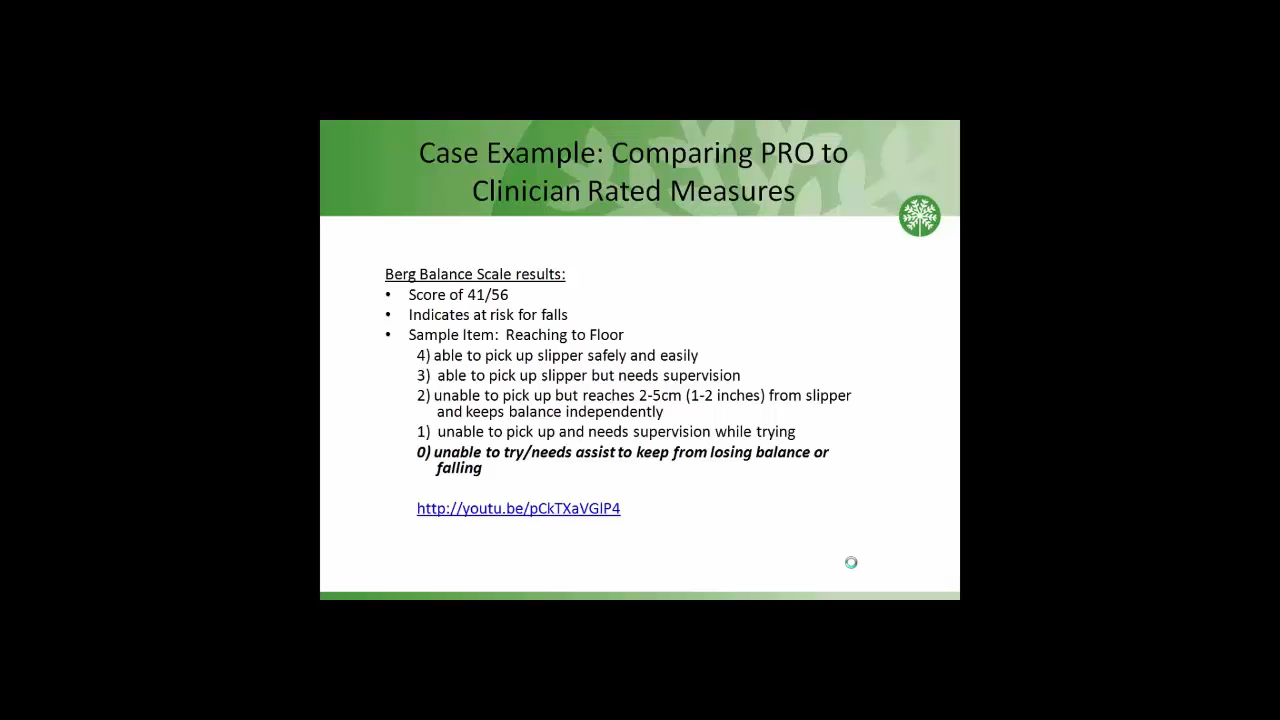 Case Example: Comparing PRO to
Clinician Rated Measures
Berg Balance Scale results:
• Score of 41/56
• Indicates at risk for falls
• Sample Item: Reaching to Floor
4) able to pick up slipper safely and easily
3) able to pick up slipper but needs supervision
2) unable to pick up but reaches 2-5cm (1-2 inches) from slipper
and keeps balance independently
1) unable to pick up and needs supervision while trying
0) unable to try/needs assist to keep from losing balance or
falling
http://youtu.be/pCkTXaVGlP4